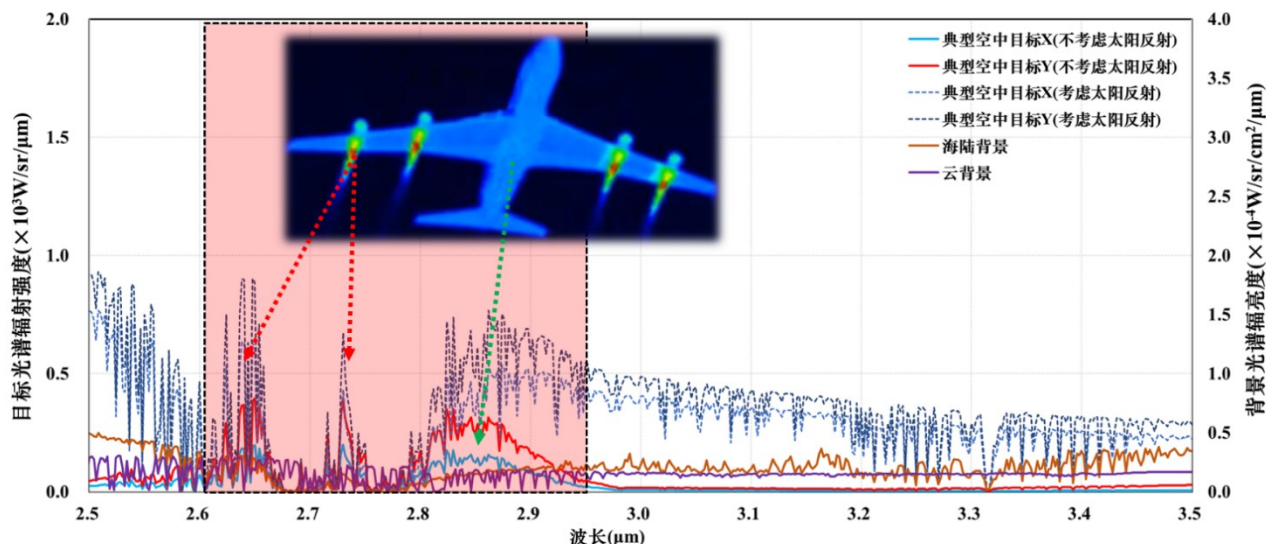 2.0
1.5
1.0
0.5
0.0
目标光谱辐射强度(×10³W/sr/μm)
4.0
3.5
3.0
2.5
2.0
1.5
1.0
0.5
0.0
背景光谱辐亮度(×10⁻⁴W/sr/cm²/μm)
典型空中目标X(不考虑太阳反射)
典型空中目标Y(不考虑太阳反射)
典型空中目标X(考虑太阳反射)
典型空中目标Y(考虑太阳反射)
海陆背景
云背景
2.5 2.6 2.7 2.8 2.9 3.0 3.1 3.2 3.3 3.4 3.5
波长(μm)